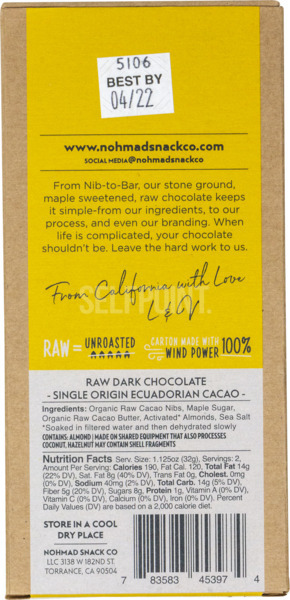 5106
BEST BY
04/22
www.nohmadsnackco.com
SOCIAL MEDIA@nohmadsnackco
From Nib-to-Bar, our stone ground,
maple sweetened, raw chocolate keeps
it simple-from our ingredients, to our
process, and even our branding. When
life is complicated, your chocolate
shouldn't be. Leave the hard work to us.
From California with Love
L & V
SELFPOINT.
RAW = UNROASTED
CARTON MADE WITH
WIND POWER 100%
RAW DARK CHOCOLATE
- SINGLE ORIGIN ECUADORIAN CACAO -
Ingredients: Organic Raw Cacao Nibs, Maple Sugar,
Organic Raw Cacao Butter, Activated* Almonds, Sea Salt
*Soaked in filtered water and then dehydrated slowly
CONTAINS: ALMOND | MADE ON SHARED EQUIPMENT THAT ALSO PROCESSES
COCONUT, HAZELNUT MAY CONTAIN SHELL FRAGMENTS
Nutrition Facts Serv. Size: 1.125oz (32g), Servings: 2,
Amount Per Serving: Calories 190, Fat Cal. 120, Total Fat 14g
(22% DV), Sat. Fat 8g (40% DV), Trans Fat 0g, Cholest. 0mg
(0% DV), Sodium 40mg (2% DV), Total Carb. 14g (5% DV),
Fiber 5g (20% DV), Sugars 8g, Protein 1g, Vitamin A (0% DV),
Vitamin C (0% DV), Calcium (0% DV), Iron (0% DV). Percent
Daily Values (DV) are based on a 2,000 calorie diet.
STORE IN A COOL
DRY PLACE
NOHMAD SNACK CO
LLC 3138 W 182ND ST.
TORRANCE, CA 90504
7 83583 45397 4